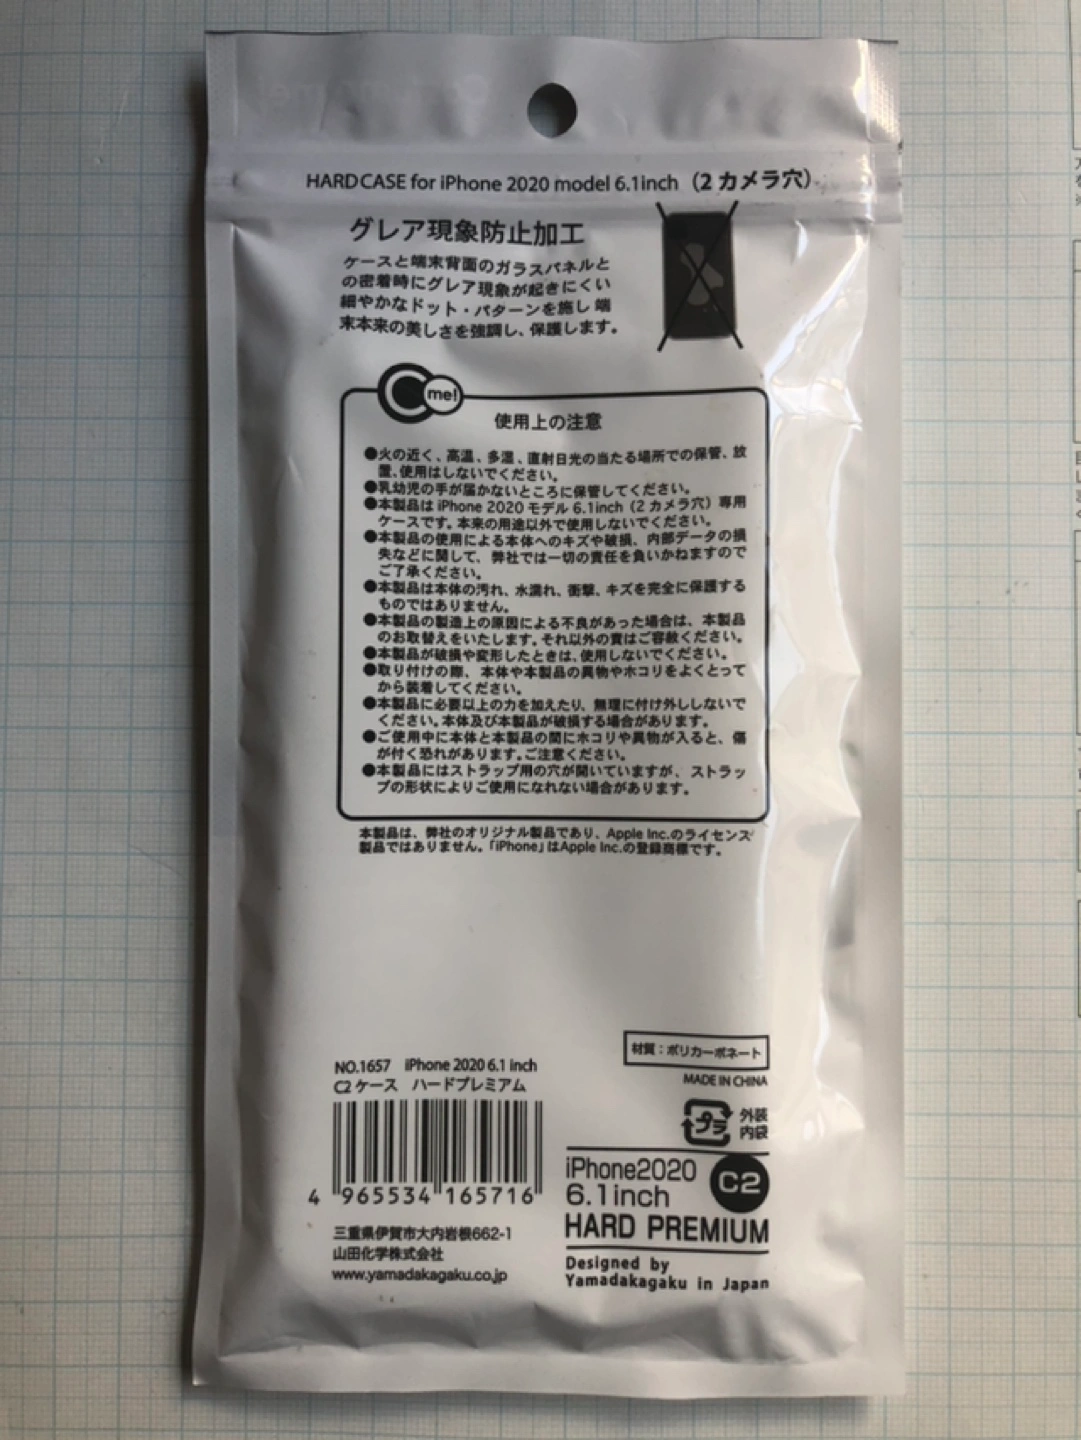 HARD CASE for iPhone 2020 model 6.1inch（2 カメラ穴）
グレア現象防止加工
ケースと端末背面のガラスパネルと
の密着時にグレア現象が起きにくい
細やかなドット・パターンを施し 端
末本来の美しさを強調し、保護します。
C me!
使用上の注意
●火の近く、高温、多湿、直射日光の当たる場所での保管、放
置、使用はしないでください。
●乳幼児の手が届かないところに保管してください。
●本製品は iPhone 2020 モデル 6.1inch（2 カメラ穴）専用
ケースです。本来の用途以外で使用しないでください。
●本製品の使用による本体へのキズや破損、内部データの損
失などに関して、弊社では一切の責任を負いかねますので
ご了承ください。
●本製品は本体の汚れ、水濡れ、衝撃、キズを完全に保護する
ものではありません。
●本製品の製造上の原因による不良があった場合は、本製品
のお取替えをいたします。それ以外の責はご容赦ください。
●本製品が破損や変形したときは、使用しないでください。
●取り付けの際、本体や本製品の異物やホコリをよくとって
から装着してください。
●本製品に必要以上の力を加えたり、無理に付け外ししないで
ください。本体及び本製品が破損する場合があります。
●ご使用中に本体と本製品の間にホコリや異物が入ると、傷
が付く恐れがあります。ご注意ください。
●本製品にはストラップ用の穴が開いていますが、ストラッ
プの形状によりご使用になれない場合があります。
本製品は、弊社のオリジナル製品であり、Apple Inc.のライセンス
製品ではありません。「iPhone」はApple Inc.の登録商標です。
材質：ポリカーボネート
MADE IN CHINA
NO.1657 iPhone 2020 6.1 inch
C2 ケース ハードプレミアム
プラ 外装
内袋
4 965534 165716
iPhone2020
6.1inch
C2
HARD PREMIUM
三重県伊賀市大内岩根662-1
山田化学株式会社
www.yamadakagaku.co.jp
Designed by
Yamadakagaku in Japan